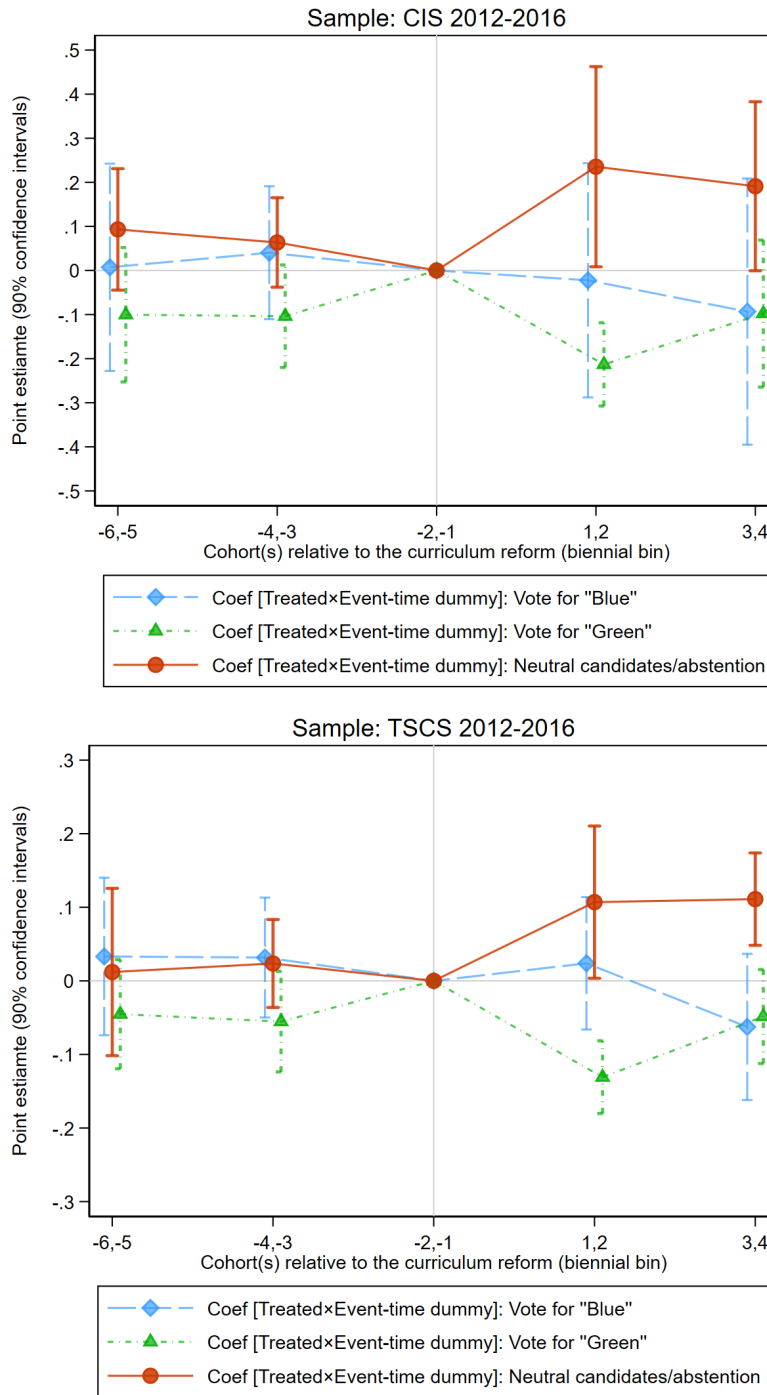 Sample: CIS 2012-2016
.5
.4
.3
.2
.1
0
-.1
-.2
-.3
-.4
-.5
Point estiamte (90% confidence intervals)
-6,-5
-4,-3
-2,-1
1,2
3,4
Cohort(s) relative to the curriculum reform (biennial bin)
Coef [Treated×Event-time dummy]: Vote for "Blue"
Coef [Treated×Event-time dummy]: Vote for "Green"
Coef [Treated×Event-time dummy]: Neutral candidates/abstention
Sample: TSCS 2012-2016
.3
.2
.1
0
-.1
-.2
-.3
Point estiamte (90% confidence intervals)
-6,-5
-4,-3
-2,-1
1,2
3,4
Cohort(s) relative to the curriculum reform (biennial bin)
Coef [Treated×Event-time dummy]: Vote for "Blue"
Coef [Treated×Event-time dummy]: Vote for "Green"
Coef [Treated×Event-time dummy]: Neutral candidates/abstention